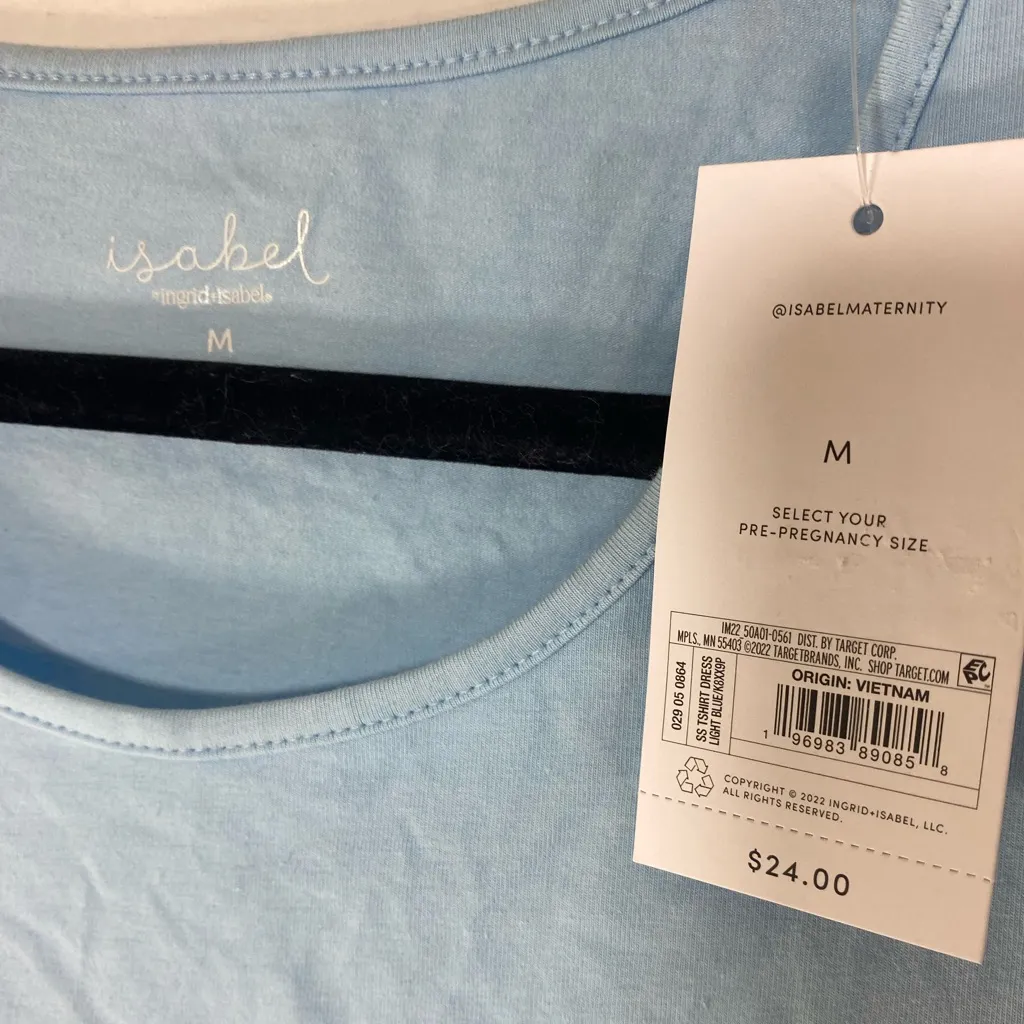 isabel
by ingrid+isabel®
M
@ISABELMATERNITY
M
SELECT YOUR
PRE-PREGNANCY SIZE
IM22 50A01-0561 DIST. BY TARGET CORP.
MPLS., MN 55403 ©2022 TARGETBRANDS, INC. SHOP TARGET.COM
029 05 0864
SS TSHIRT DRESS
LIGHT BLUE/K8XX9P
ORIGIN: VIETNAM
1 96983 89085 8
EPC™
COPYRIGHT © 2022 INGRID+ISABEL, LLC.
ALL RIGHTS RESERVED.
$24.00